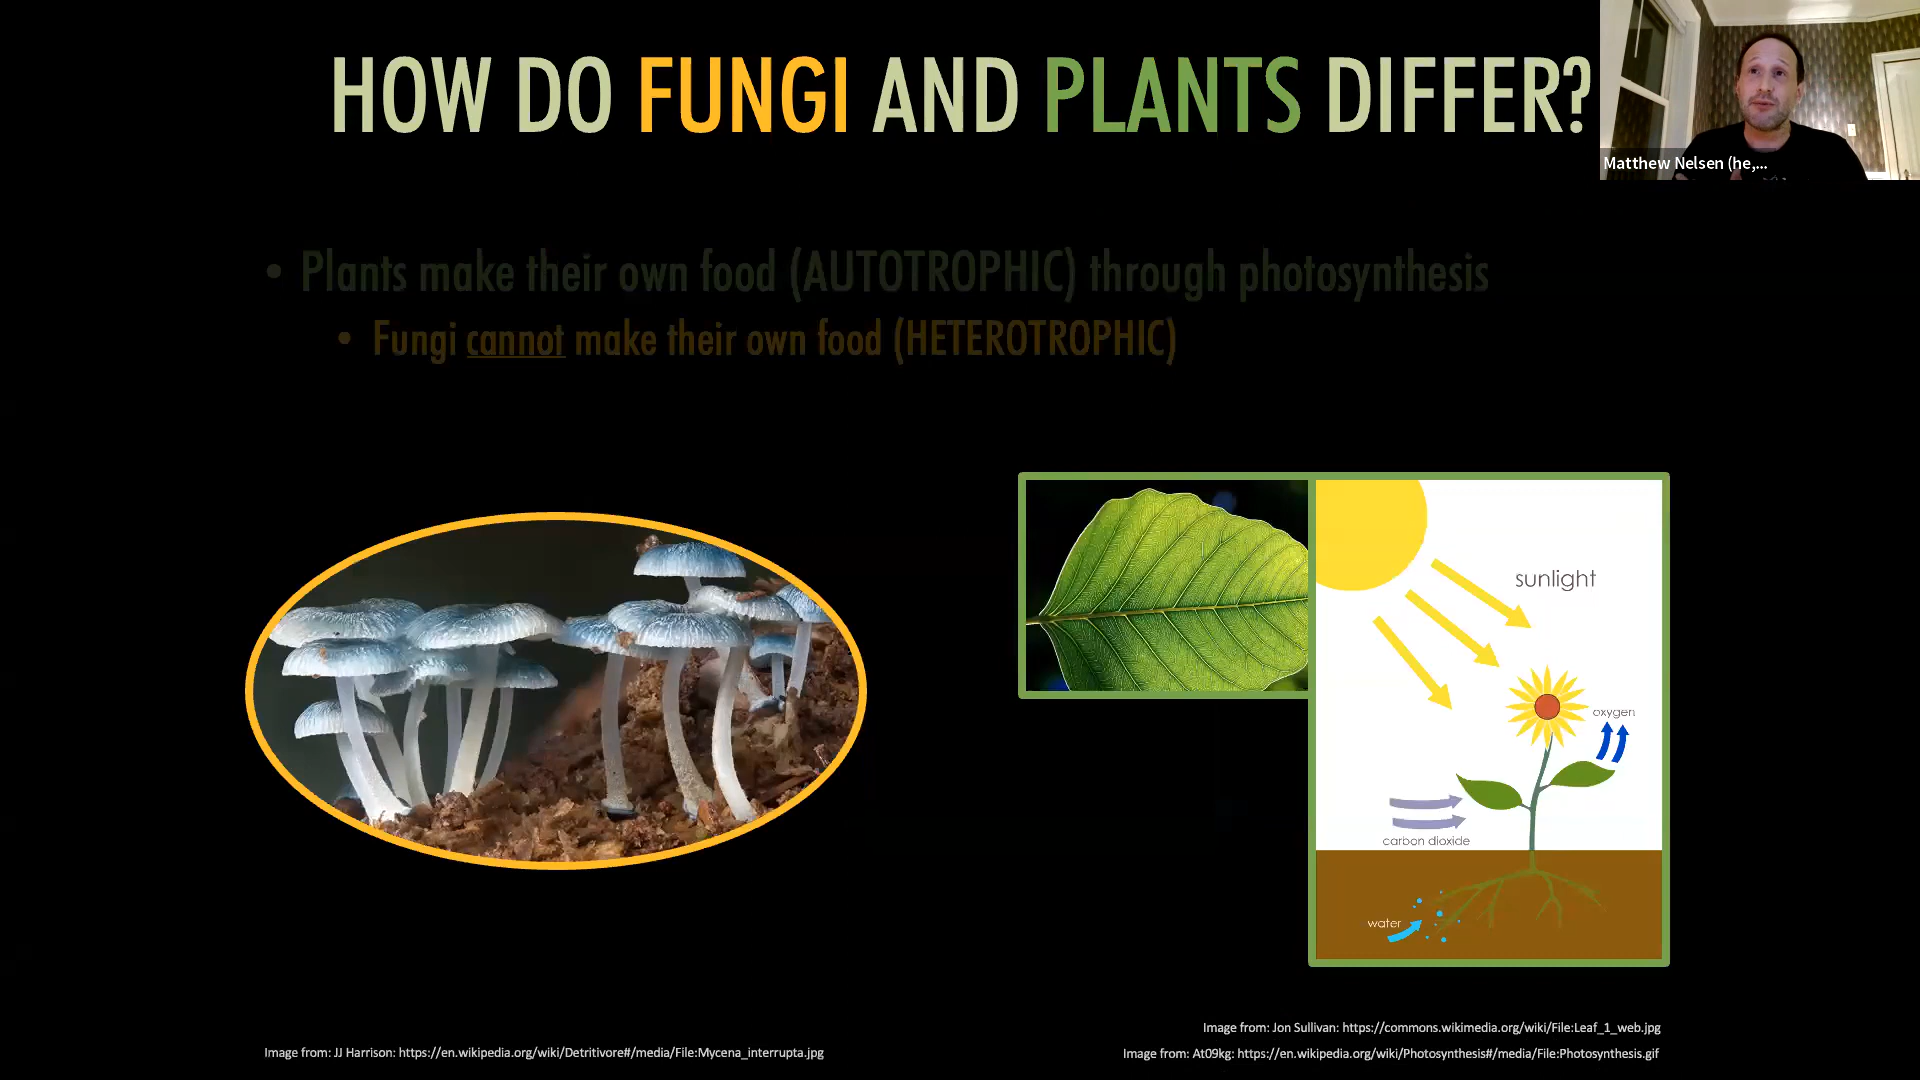 HOW DO FUNGI AND PLANTS DIFFER?
Matthew Nelsen (he,...
• Plants make their own food (AUTOTROPHIC) through photosynthesis
• Fungi cannot make their own food (HETEROTROPHIC)
sunlight
oxygen
carbon dioxide
water
Image from: Jon Sullivan: https://commons.wikimedia.org/wiki/File:Leaf_1_web.jpg
Image from: JJ Harrison: https://en.wikipedia.org/wiki/Detritivore#/media/File:Mycena_interrupta.jpg
Image from: At09kg: https://en.wikipedia.org/wiki/Photosynthesis#/media/File:Photosynthesis.gif